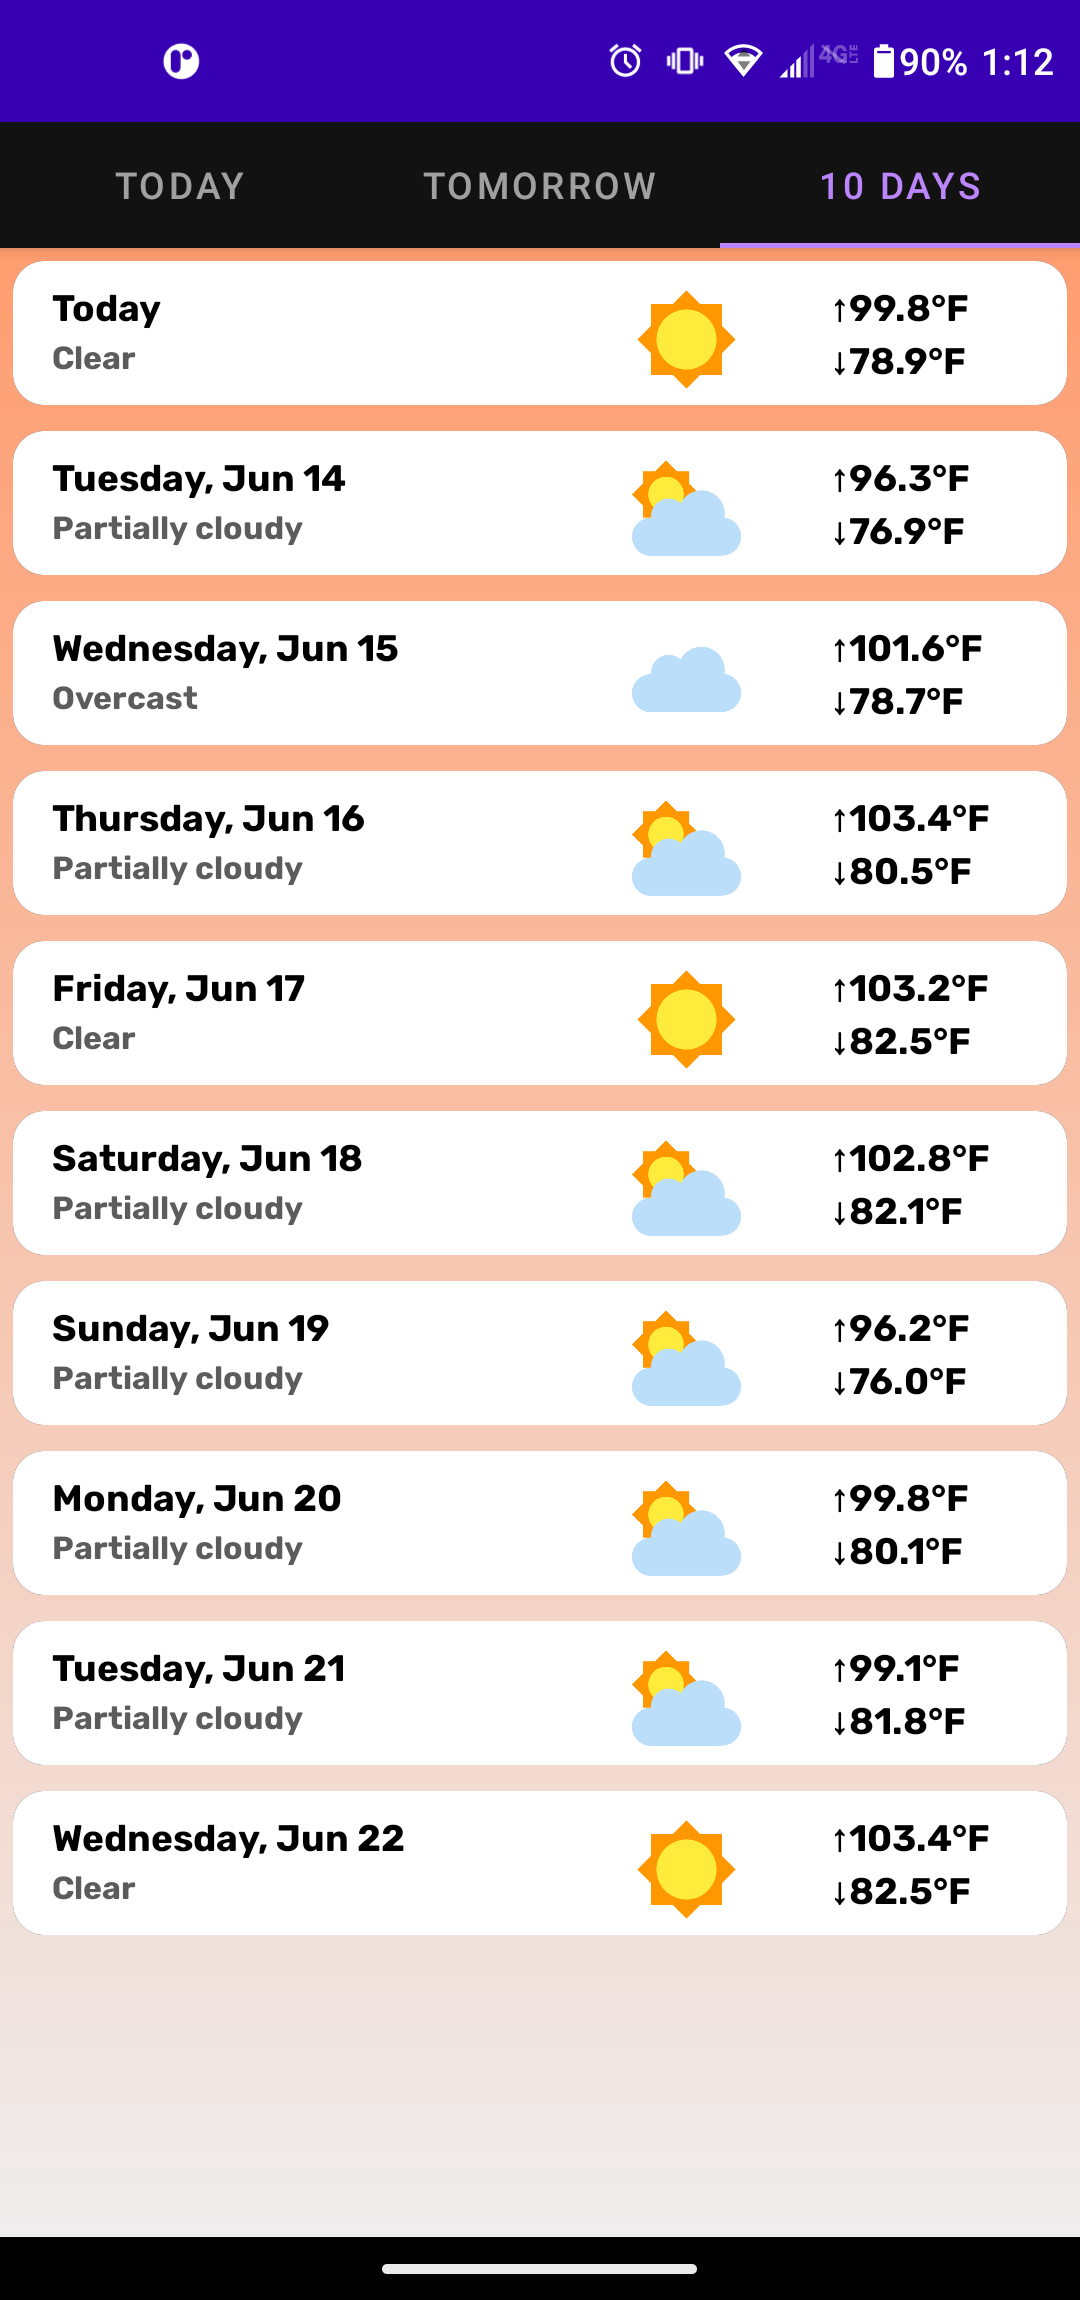 4G LTE 90% 1:12
TODAY TOMORROW 10 DAYS
Today ↑99.8°F
Clear ↓78.9°F
Tuesday, Jun 14 ↑96.3°F
Partially cloudy ↓76.9°F
Wednesday, Jun 15 ↑101.6°F
Overcast ↓78.7°F
Thursday, Jun 16 ↑103.4°F
Partially cloudy ↓80.5°F
Friday, Jun 17 ↑103.2°F
Clear ↓82.5°F
Saturday, Jun 18 ↑102.8°F
Partially cloudy ↓82.1°F
Sunday, Jun 19 ↑96.2°F
Partially cloudy ↓76.0°F
Monday, Jun 20 ↑99.8°F
Partially cloudy ↓80.1°F
Tuesday, Jun 21 ↑99.1°F
Partially cloudy ↓81.8°F
Wednesday, Jun 22 ↑103.4°F
Clear ↓82.5°F